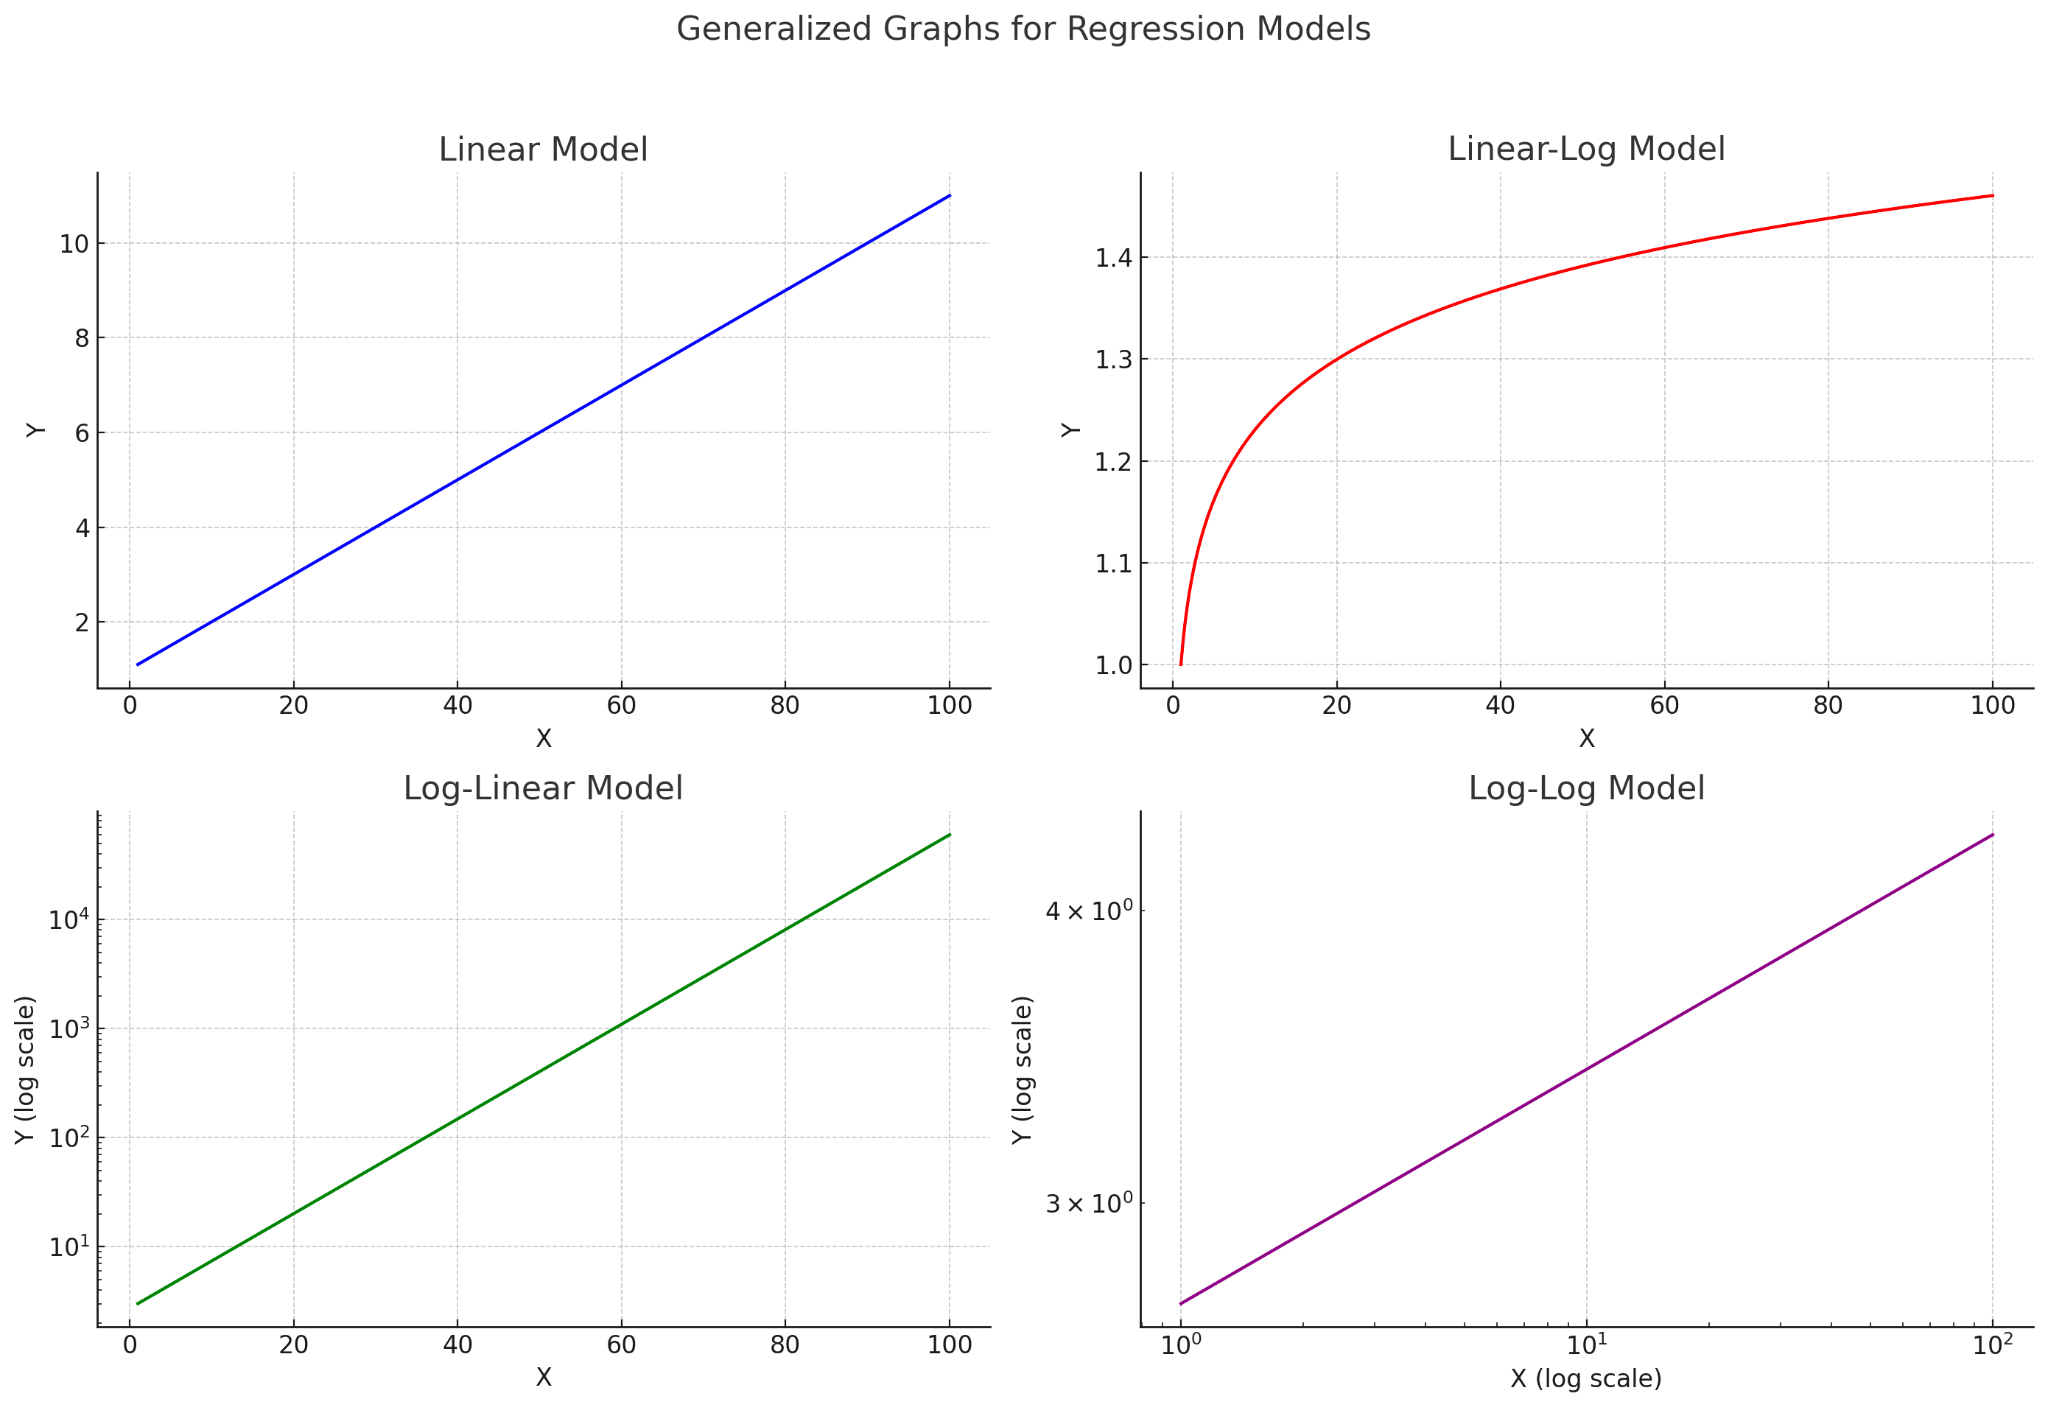 Generalized Graphs for Regression Models
Linear Model
10
8
6
4
2
Y
0 20 40 60 80 100
X
Linear-Log Model
1.4
1.3
1.2
1.1
1.0
Y
0 20 40 60 80 100
X
Log-Linear Model
10⁴
10³
10²
10¹
Y (log scale)
0 20 40 60 80 100
X
Log-Log Model
4 × 10⁰
3 × 10⁰
Y (log scale)
10⁰ 10¹ 10²
X (log scale)